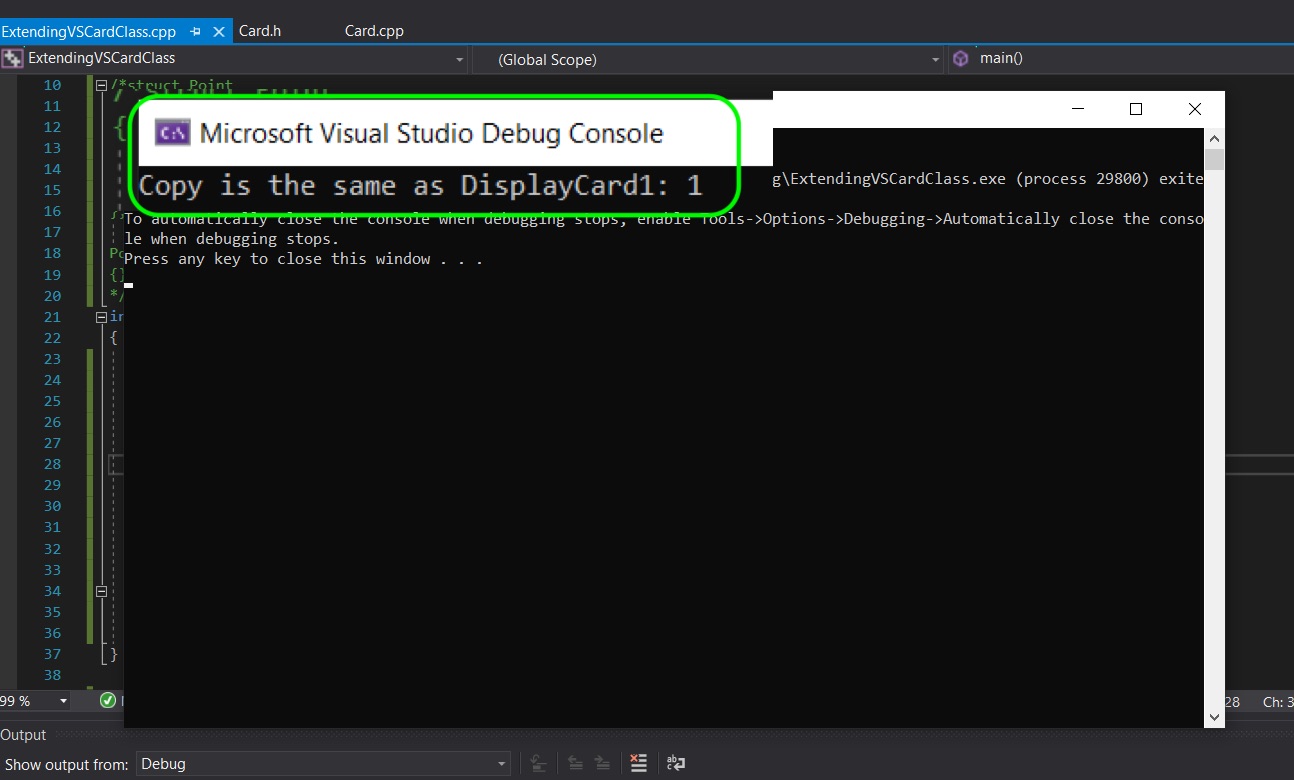 ExtendingVSCardClass.cpp Card.h Card.cpp
ExtendingVSCardClass (Global Scope) main()
10 /*struct Point
11
12 {
13
14
15
16
17
18
19 {}
20 */
21
22 {
23
24
25
26
27
28
29
30
31
32
33
34
35
36
37 }
38
C:\ Microsoft Visual Studio Debug Console
Copy is the same as DisplayCard1: 1
g\ExtendingVSCardClass.exe (process 29800) exite
To automatically close the console when debugging stops, enable Tools->Options->Debugging->Automatically close the conso
le when debugging stops.
Press any key to close this window . . .
99 % 28 Ch: 3
Output
Show output from: Debug